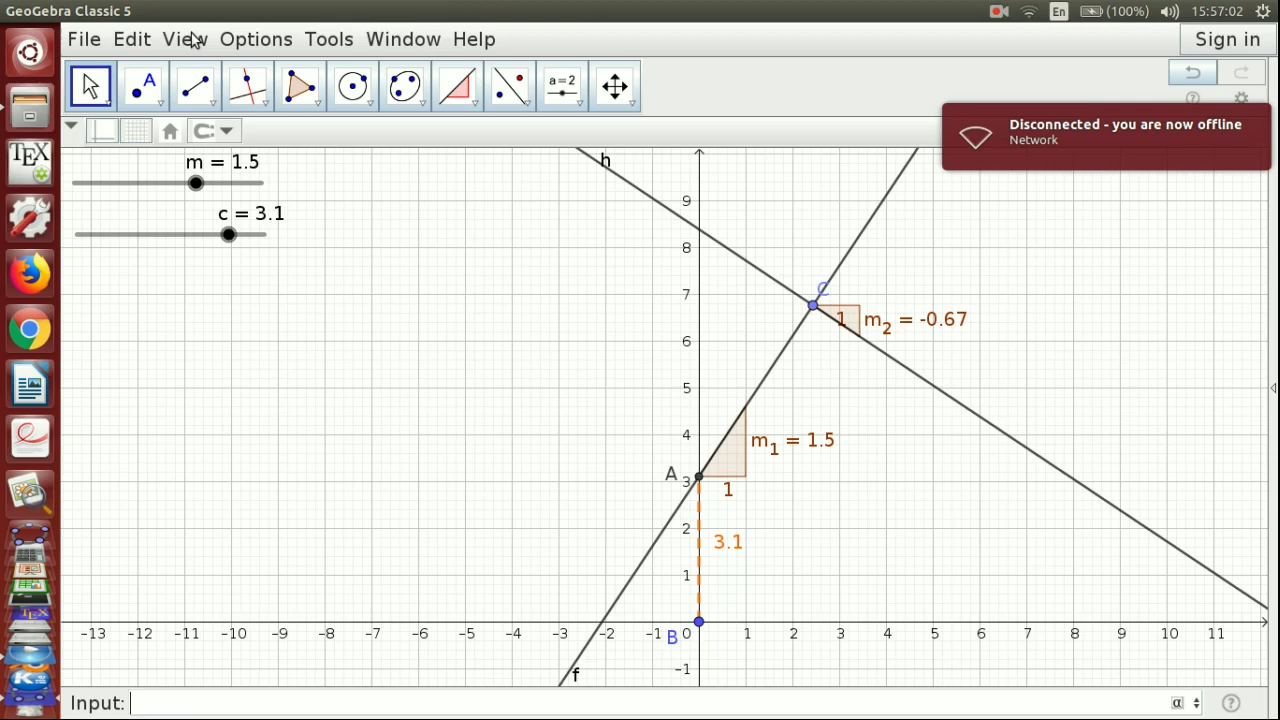 GeoGebra Classic 5
En
(100%)
15:57:02
File Edit View Options Tools Window Help
Sign in
A
a=2
Disconnected - you are now offline
Network
m = 1.5
c = 3.1
h
9
8
7
6
5
4
3
2
1
−1
C
1
m2 = -0.67
m1 = 1.5
A
1
3.1
−13 −12 −11 −10 −9 −8 −7 −6 −5 −4 −3 −2 −1 0 1 2 3 4 5 6 7 8 9 10 11
B
f
TEX
Input:
α